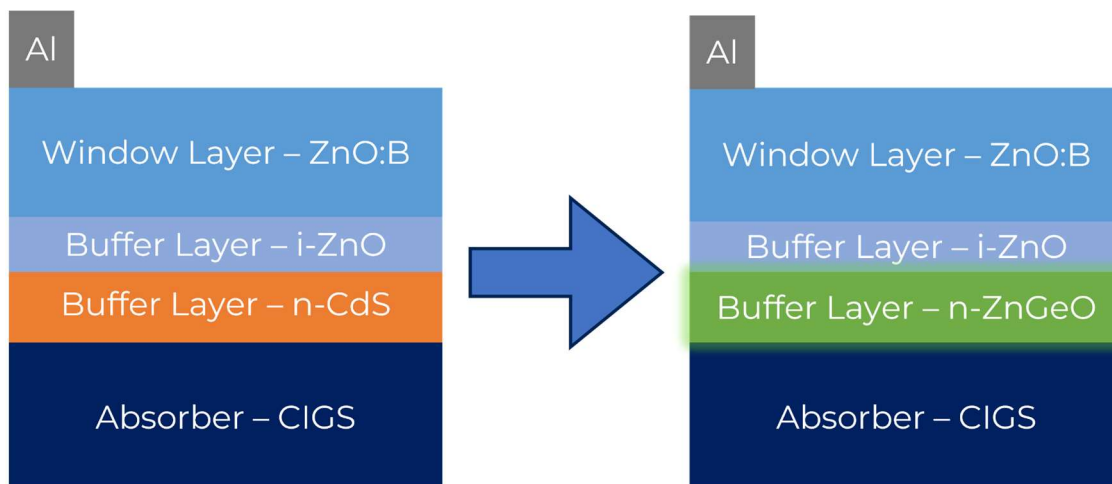 Al
Window Layer – ZnO:B
Buffer Layer – i-ZnO
Buffer Layer – n-CdS
Absorber – CIGS
Al
Window Layer – ZnO:B
Buffer Layer – i-ZnO
Buffer Layer – n-ZnGeO
Absorber – CIGS